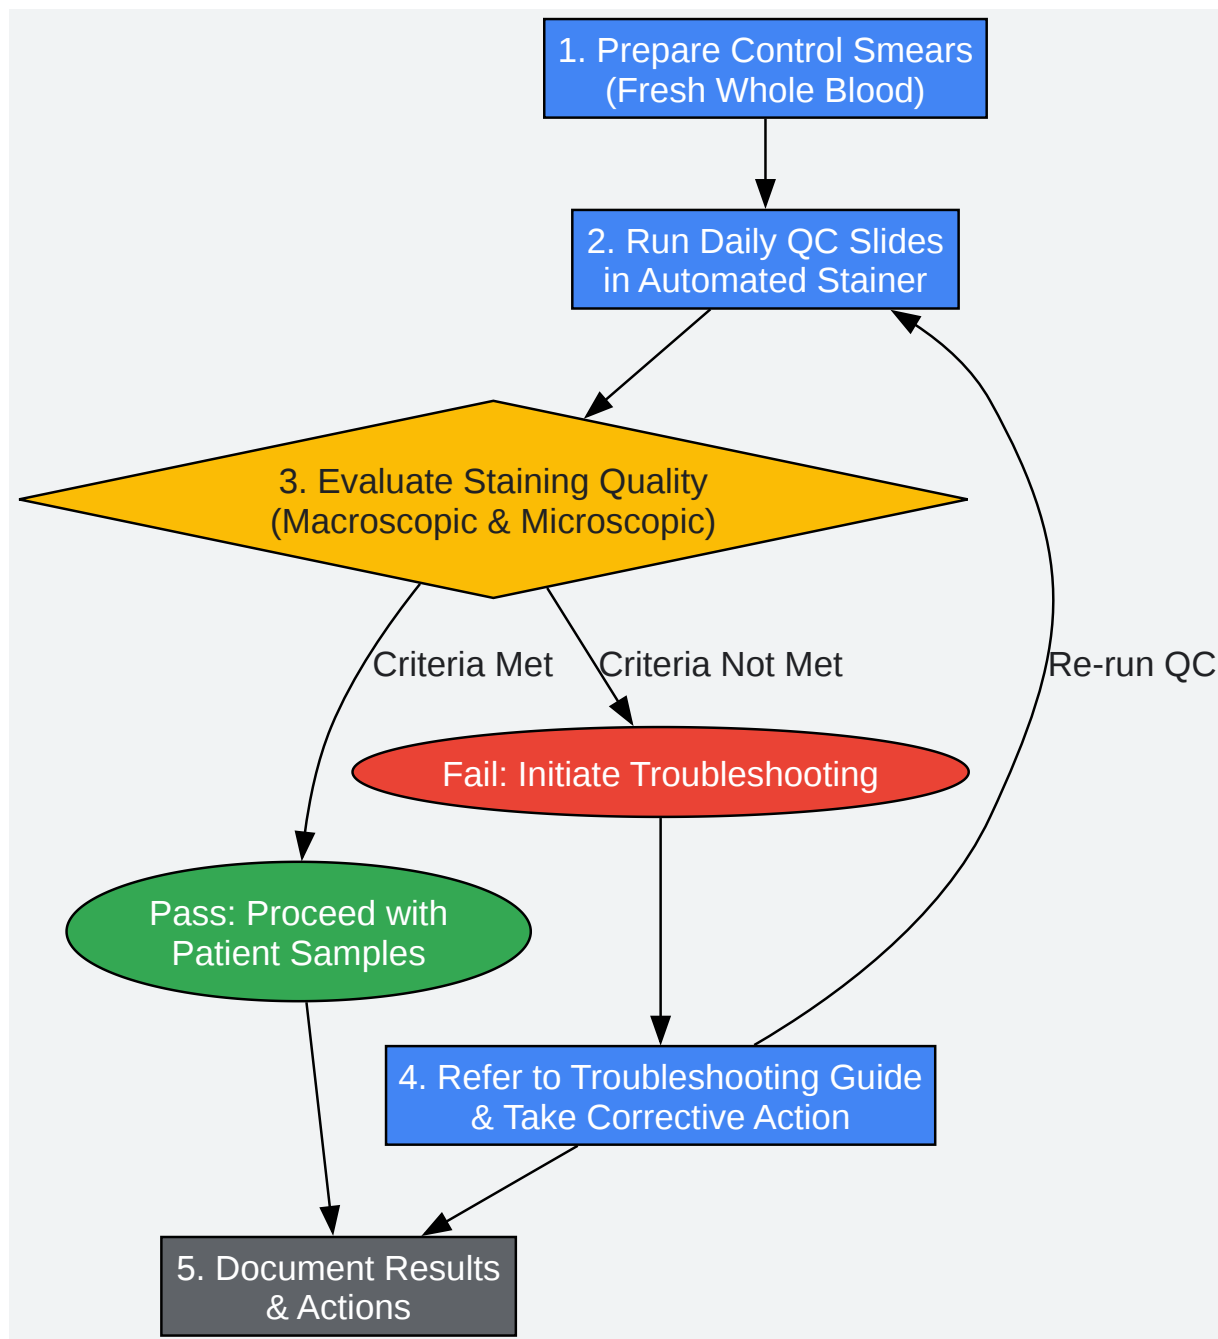 1. Prepare Control Smears
(Fresh Whole Blood)
2. Run Daily QC Slides
in Automated Stainer
3. Evaluate Staining Quality
(Macroscopic & Microscopic)
Criteria Met
Criteria Not Met
Re-run QC
Fail: Initiate Troubleshooting
Pass: Proceed with
Patient Samples
4. Refer to Troubleshooting Guide
& Take Corrective Action
5. Document Results
& Actions